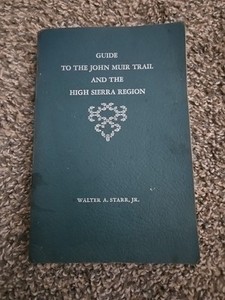 GUIDE
TO THE JOHN MUIR TRAIL
AND THE
HIGH SIERRA REGION
WALTER A. STARR, JR.